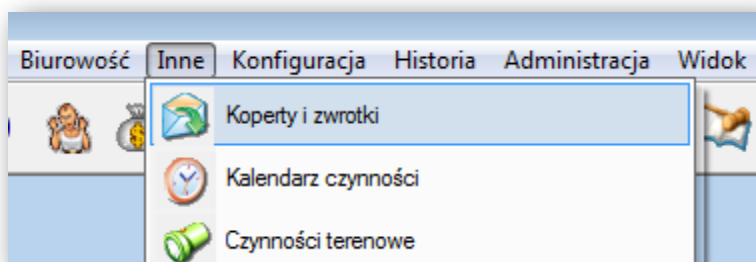 Biurowość Inne Konfiguracja Historia Administracja Widok
Koperty i zwrotki
Kalendarz czynności
Czynności terenowe